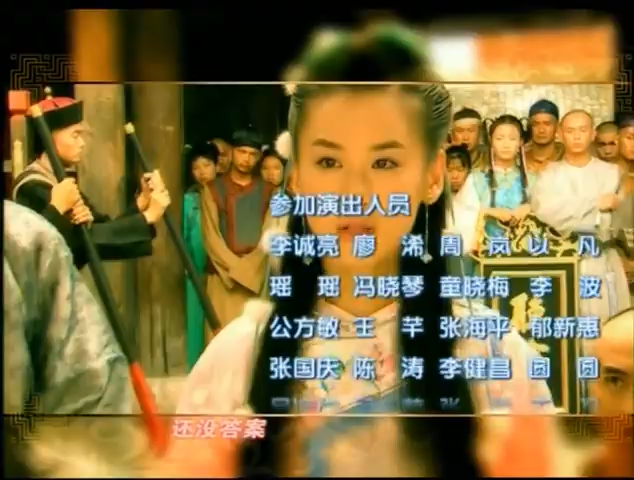 参加演出人员
李诚亮 廖 浠 周 岚 以 凡
瑶 瑶 冯晓琴 童晓梅 李 波
公方敏 王 芊 张海平 郁新惠
张国庆 陈 涛 李健昌 圆 圆
还没答案